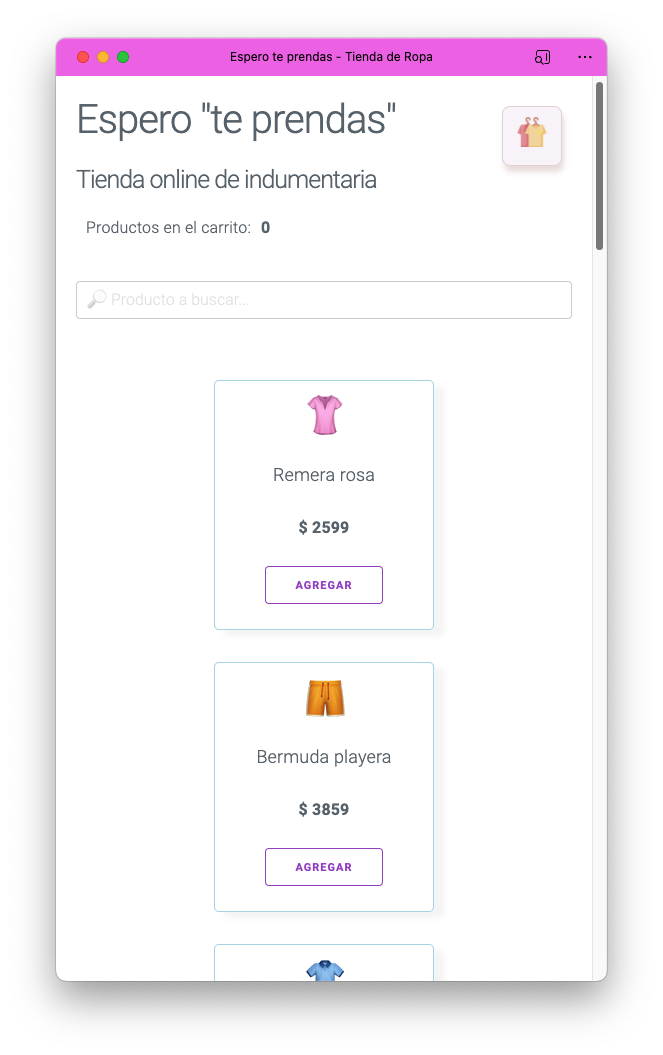 Espero te prendas - Tienda de Ropa
Espero "te prendas"
Tienda online de indumentaria
Productos en el carrito: 0
🔎 Producto a buscar...
Remera rosa
$ 2599
AGREGAR
Bermuda playera
$ 3859
AGREGAR